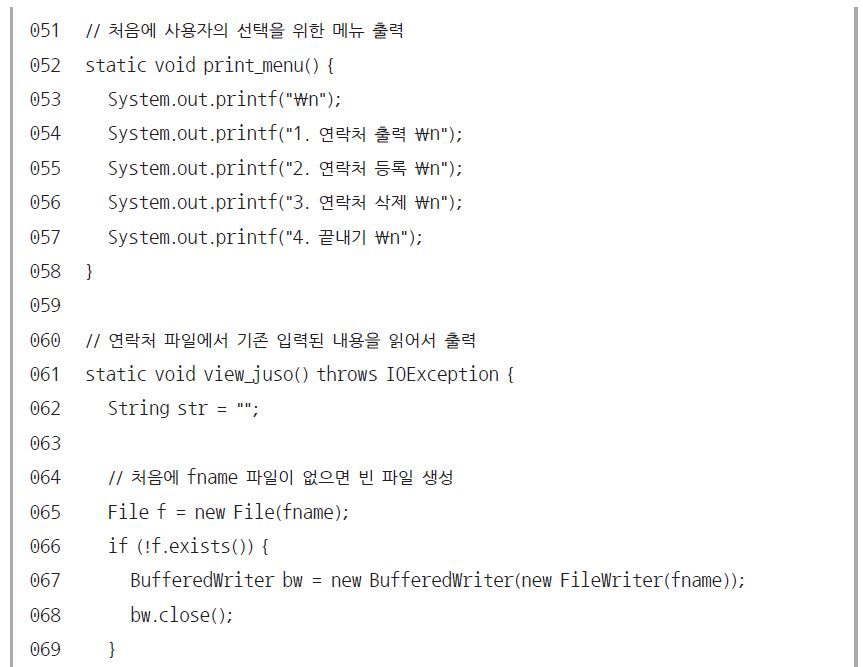 051 // 처음에 사용자의 선택을 위한 메뉴 출력
052 static void print_menu() {
053 System.out.printf("₩n");
054 System.out.printf("1. 연락처 출력 ₩n");
055 System.out.printf("2. 연락처 등록 ₩n");
056 System.out.printf("3. 연락처 삭제 ₩n");
057 System.out.printf("4. 끝내기 ₩n");
058 }
059
060 // 연락처 파일에서 기존 입력된 내용을 읽어서 출력
061 static void view_juso() throws IOException {
062 String str = "";
063
064 // 처음에 fname 파일이 없으면 빈 파일 생성
065 File f = new File(fname);
066 if (!f.exists()) {
067 BufferedWriter bw = new BufferedWriter(new FileWriter(fname));
068 bw.close();
069 }